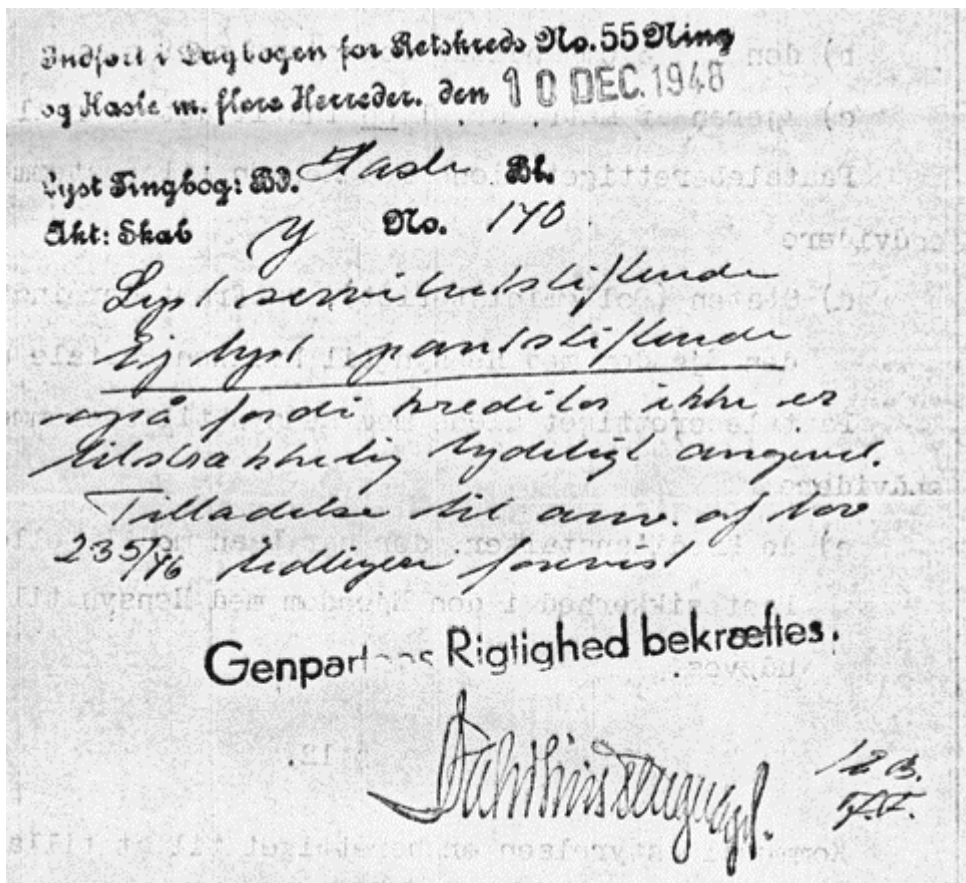 Indført i Dagbogen for Retskreds No. 55 Ning
og Hasle m. flere Herreder. den 10 DEC. 1948
Lyst Tingbog: Bd. Hasle Bl.
Akt: Skab Y No. 170
Lyst servitutstiftende
Ej lyst pantstiftende
også fordi kreditor ikke er
tilstrækkelig tydeligt angivet.
Tilladelse til anv. af lov
235/46 tidligere forevist
Genpartens Rigtighed bekræftes.